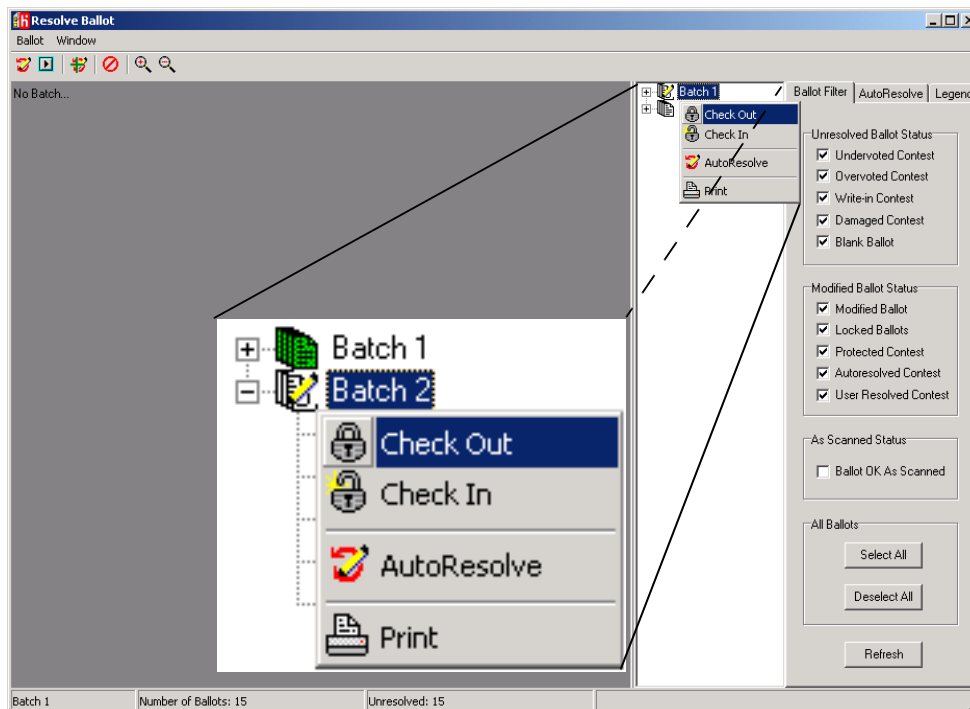 Resolve Ballot
Ballot Window
No Batch...
Batch 1
Check Out
Check In
AutoResolve
Print
Ballot Filter AutoResolve Legend
Unresolved Ballot Status
Undervoted Contest
Overvoted Contest
Write-in Contest
Damaged Contest
Blank Ballot
Modified Ballot Status
Modified Ballot
Locked Ballots
Protected Contest
Autoresolved Contest
User Resolved Contest
As Scanned Status
Ballot OK As Scanned
All Ballots
Select All
Deselect All
Refresh
Batch 1
Batch 2
Check Out
Check In
AutoResolve
Print
Batch 1 Number of Ballots: 15 Unresolved: 15